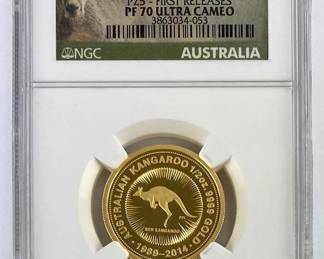 P25 - FIRST RELEASES
PF 70 ULTRA CAMEO
3863034-053
NGC
AUSTRALIA
AUSTRALIAN KANGAROO 1/2oz. 9999 GOLD.
RED KANGAROO
1989-2014